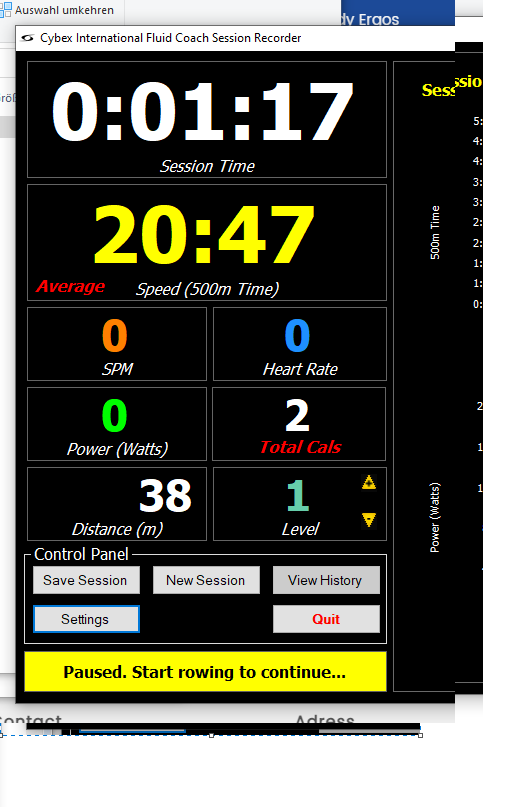 Auswahl umkehren
dy Ergos
Cybex International Fluid Coach Session Recorder
0:01:17
Session Time
20:47
Average
Speed (500m Time)
0
SPM
0
Heart Rate
0
Power (Watts)
2
Total Cals
38
Distance (m)
1
Level
Control Panel
Save Session
New Session
View History
Settings
Quit
Paused. Start rowing to continue...
Sess
ssio
5:
4:
4:
3:
3:
2:
2:
1:
1:
0:
500m Time
2
1
1
Power (Watts)
Contact
Adress